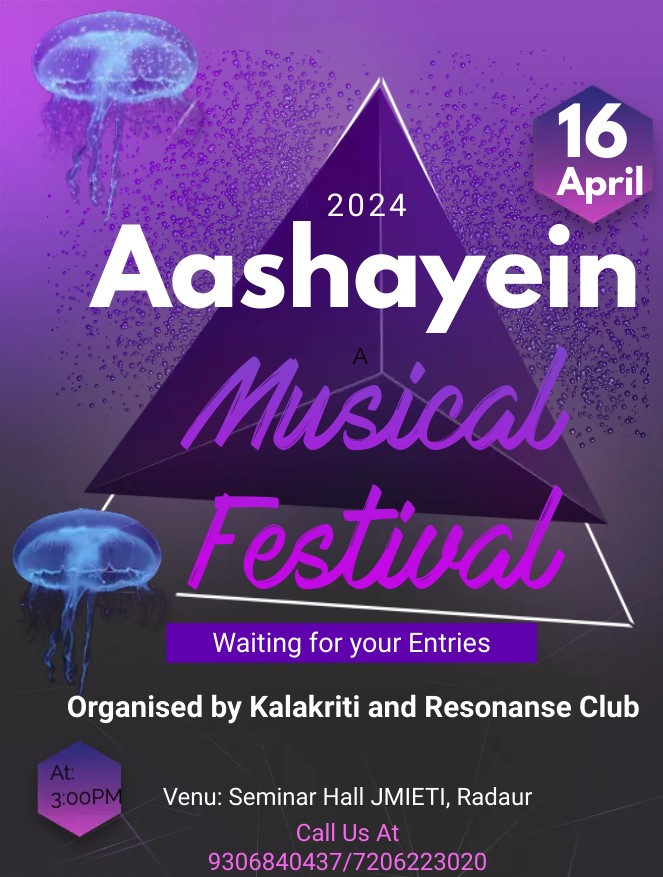 16
April
2024
Aashayein
A
Musical
Festival
Waiting for your Entries
Organised by Kalakriti and Resonanse Club
At:
3:00PM
Venu: Seminar Hall JMIETI, Radaur
Call Us At
9306840437/7206223020